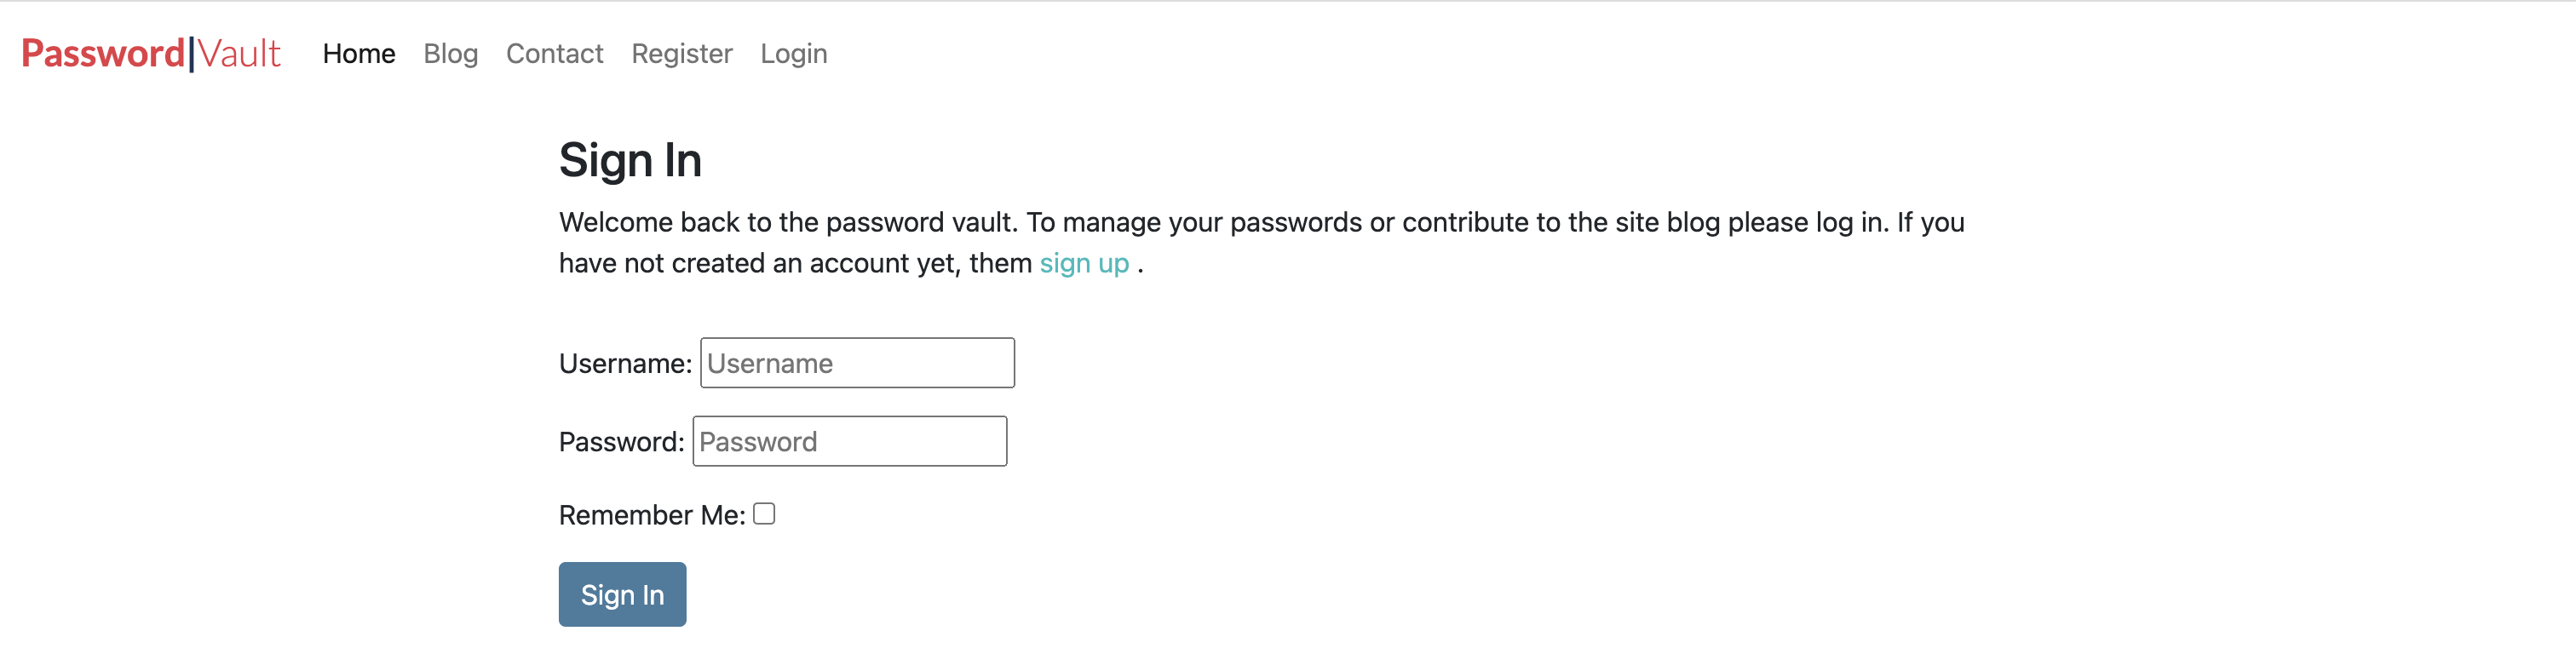 Password|Vault Home Blog Contact Register Login
Sign In
Welcome back to the password vault. To manage your passwords or contribute to the site blog please log in. If you
have not created an account yet, them sign up .
Username: Username
Password: Password
Remember Me:
Sign In